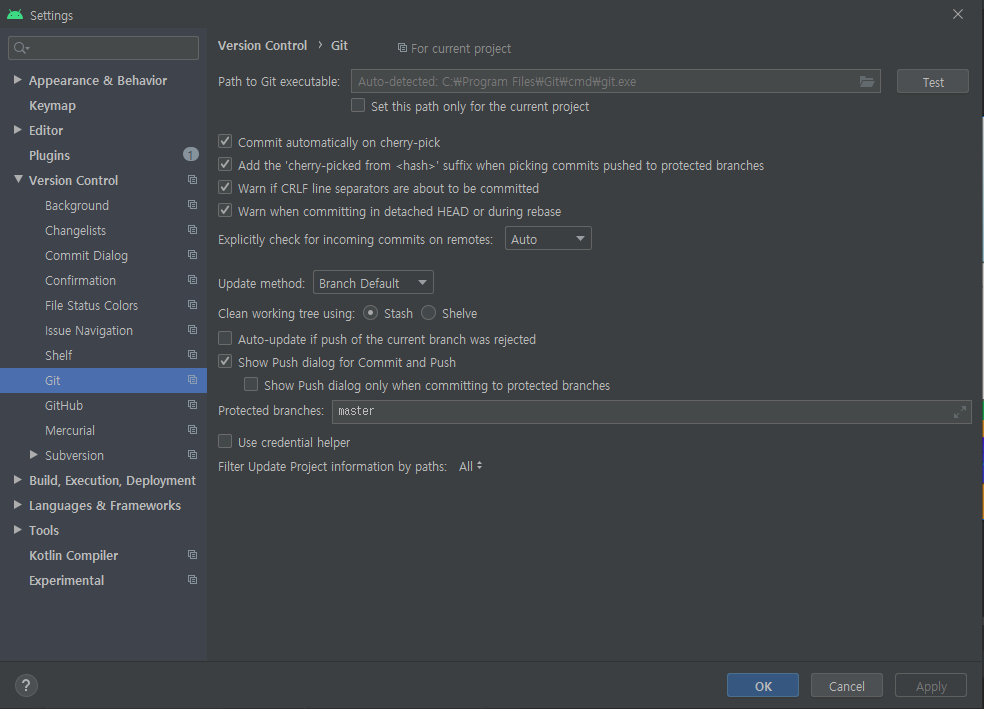 Settings
Appearance & Behavior
Keymap
Editor
Plugins 1
Version Control
Background
Changelists
Commit Dialog
Confirmation
File Status Colors
Issue Navigation
Shelf
Git
GitHub
Mercurial
Subversion
Build, Execution, Deployment
Languages & Frameworks
Tools
Kotlin Compiler
Experimental
Version Control › Git For current project
Path to Git executable: Auto-detected: C:₩Program Files₩Git₩cmd₩git.exe Test
Set this path only for the current project
Commit automatically on cherry-pick
Add the 'cherry-picked from <hash>' suffix when picking commits pushed to protected branches
Warn if CRLF line separators are about to be committed
Warn when committing in detached HEAD or during rebase
Explicitly check for incoming commits on remotes: Auto
Update method: Branch Default
Clean working tree using: Stash Shelve
Auto-update if push of the current branch was rejected
Show Push dialog for Commit and Push
Show Push dialog only when committing to protected branches
Protected branches: master
Use credential helper
Filter Update Project information by paths: All
? OK Cancel Apply